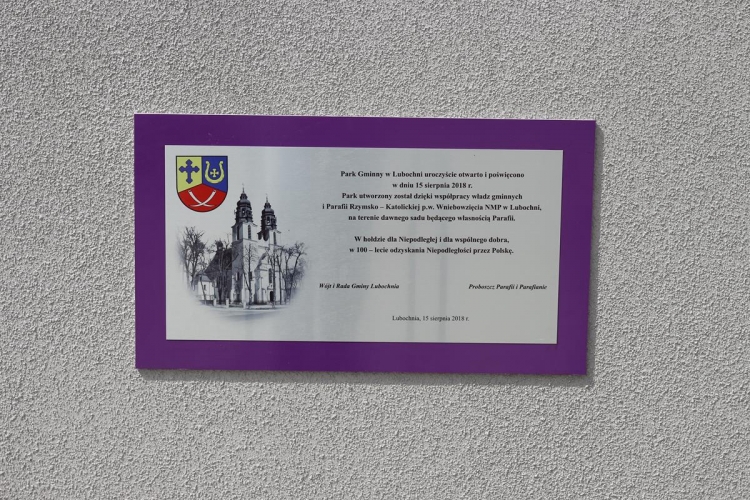 Park Gminny w Lubochni uroczyście otwarto i poświęcono
w dniu 15 sierpnia 2018 r.
Park utworzony został dzięki współpracy władz gminnych
i Parafii Rzymsko – Katolickiej p.w. Wniebowzięcia NMP w Lubochni,
na terenie dawnego sadu będącego własnością Parafii.
W hołdzie dla Niepodległej i dla wspólnego dobra,
w 100 – lecie odzyskania Niepodległości przez Polskę.
Wójt i Rada Gminy Lubochnia
Proboszcz Parafii i Parafianie
Lubochnia, 15 sierpnia 2018 r.